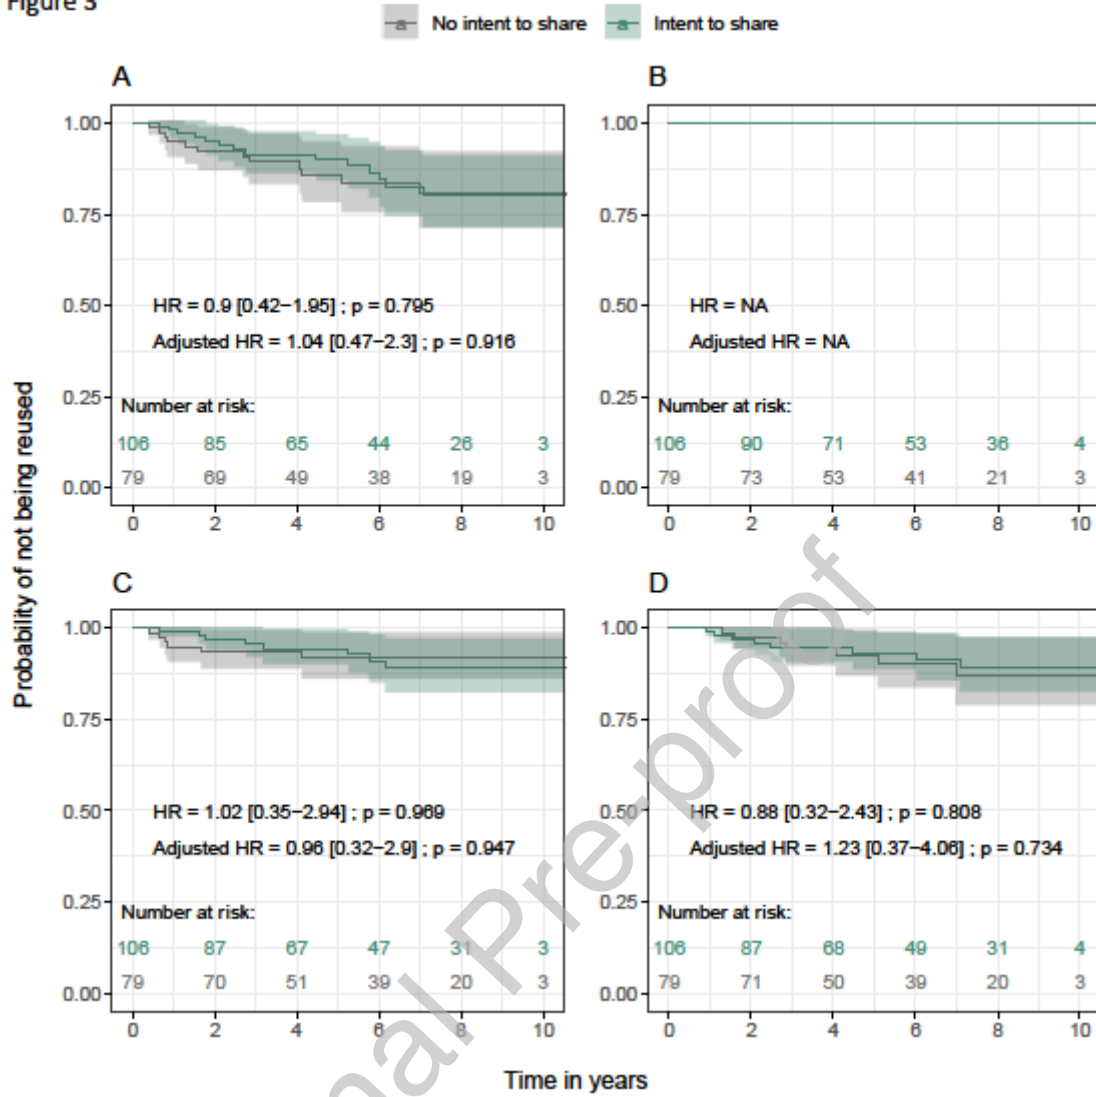 Figure 3
a No intent to share a Intent to share
A
1.00
0.75
0.50
0.25
0.00
HR = 0.9 [0.42−1.95] ; p = 0.795
Adjusted HR = 1.04 [0.47−2.3] ; p = 0.916
Number at risk:
106 85 65 44 26 3
79 69 49 38 19 3
0 2 4 6 8 10
B
1.00
0.75
0.50
0.25
0.00
HR = NA
Adjusted HR = NA
Number at risk:
106 90 71 53 36 4
79 73 53 41 21 3
0 2 4 6 8 10
C
1.00
0.75
0.50
0.25
0.00
HR = 1.02 [0.35−2.94] ; p = 0.969
Adjusted HR = 0.96 [0.32−2.9] ; p = 0.947
Number at risk:
106 87 67 47 31 3
79 70 51 39 20 3
0 2 4 6 8 10
D
1.00
0.75
0.50
0.25
0.00
HR = 0.88 [0.32−2.43] ; p = 0.808
Adjusted HR = 1.23 [0.37−4.06] ; p = 0.734
Number at risk:
106 87 68 49 31 4
79 71 50 39 20 3
0 2 4 6 8 10
Probability of not being reused
Time in years
nal Pre-proof